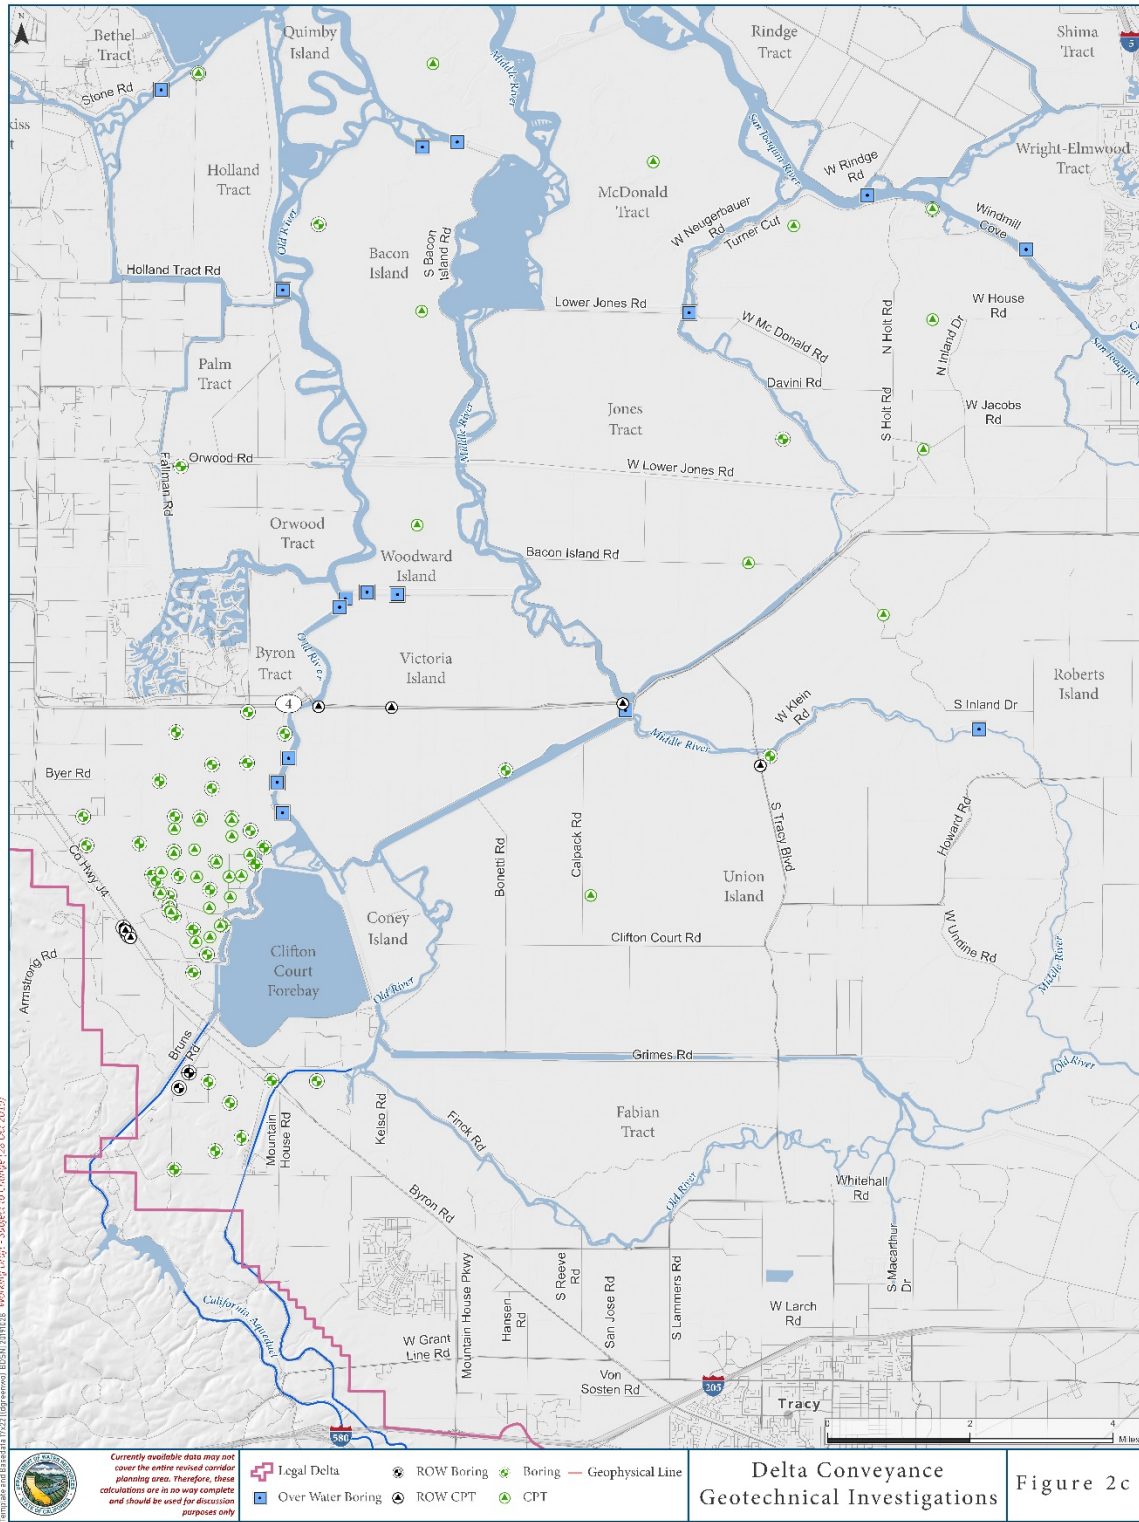 N
Bethel
Tract
Quimby
Island
Middle River
Rindge
Tract
Shima
Tract
5
Stone Rd
Holland
Tract
McDonald
Tract
San Joaquin River
W Rindge
Rd
Wright-Elmwood
Tract
W Neugerbauer
Rd
Turner Cut
Windmill
Cove
Old River
Bacon
Island
S Bacon
Island Rd
Holland Tract Rd
Lower Jones Rd
W Mc Donald Rd
N Holt Rd
W House
Rd
N Inland Dr
Palm
Tract
Davini Rd
S Holt Rd
W Jacobs
Rd
Jones
Tract
Middle River
Fallman Rd
Orwood Rd
W Lower Jones Rd
Orwood
Tract
Woodward
Island
Bacon Island Rd
Old River
Byron
Tract
Victoria
Island
Roberts
Island
4
W Klein
Rd
S Inland Dr
Middle River
Byer Rd
Co Hwy J4
Bonetti Rd
Calpack Rd
S Tracy Blvd
Howard Rd
Union
Island
Coney
Island
Clifton Court Rd
W Undine Rd
Armstrong Rd
Clifton
Court
Forebay
Old River
Middle River
Bruns
Rd
Grimes Rd
Old River
Mountain
House Rd
Kelso Rd
Finck Rd
Fabian
Tract
Old River
Whitehall
Rd
Byron Rd
S Macarthur
Dr
Mountain House Pkwy
Hansen
Rd
S Reeve
Rd
San Jose Rd
S Lammers Rd
California Aqueduct
W Larch
Rd
W Grant
Line Rd
Von
Sosten Rd
205
Tracy
580
0 2 4
Miles
Currently available data may not
cover the entire revised corridor
planning area. Therefore, these
calculations are in no way complete
and should be used for discussion
purposes only
Legal Delta
ROW Boring
Boring
Geophysical Line
Over Water Boring
ROW CPT
CPT
Delta Conveyance
Geotechnical Investigations
Figure 2c